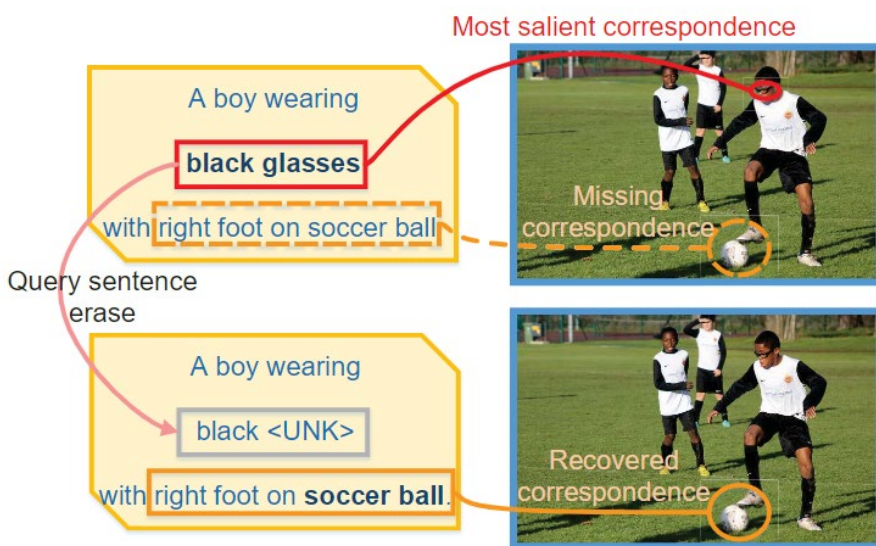 Most salient correspondence
A boy wearing
black glasses
with right foot on soccer ball
Missing
correspondence
Query sentence
erase
A boy wearing
black <UNK>
with right foot on soccer ball.
Recovered
correspondence